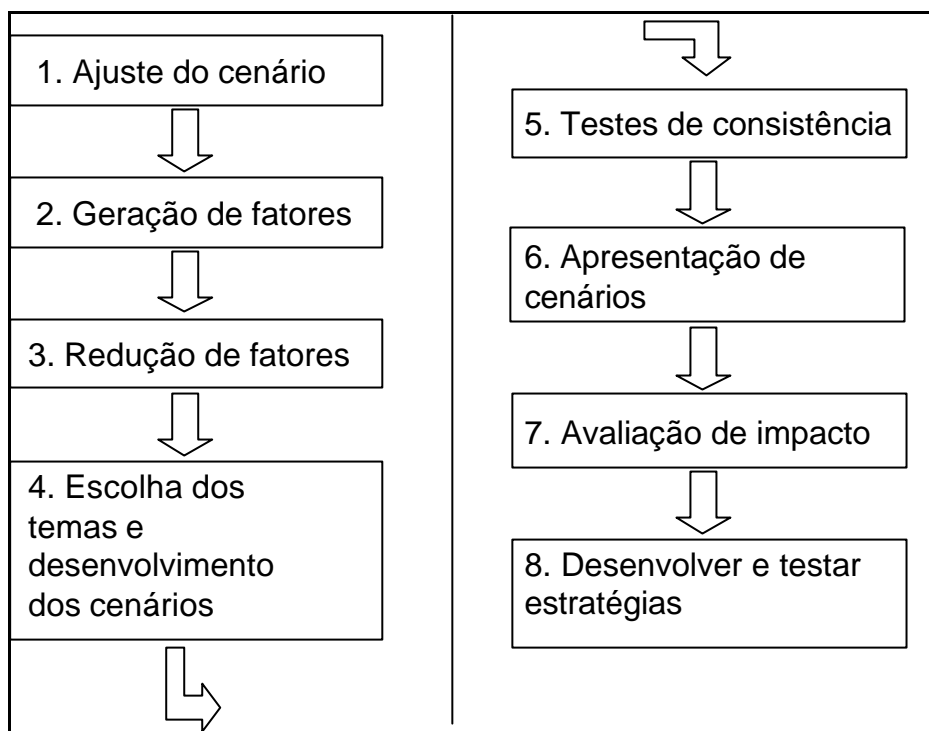 1. Ajuste do cenário
2. Geração de fatores
3. Redução de fatores
4. Escolha dos
temas e
desenvolvimento
dos cenários
5. Testes de consistência
6. Apresentação de
cenários
7. Avaliação de impacto
8. Desenvolver e testar
estratégias